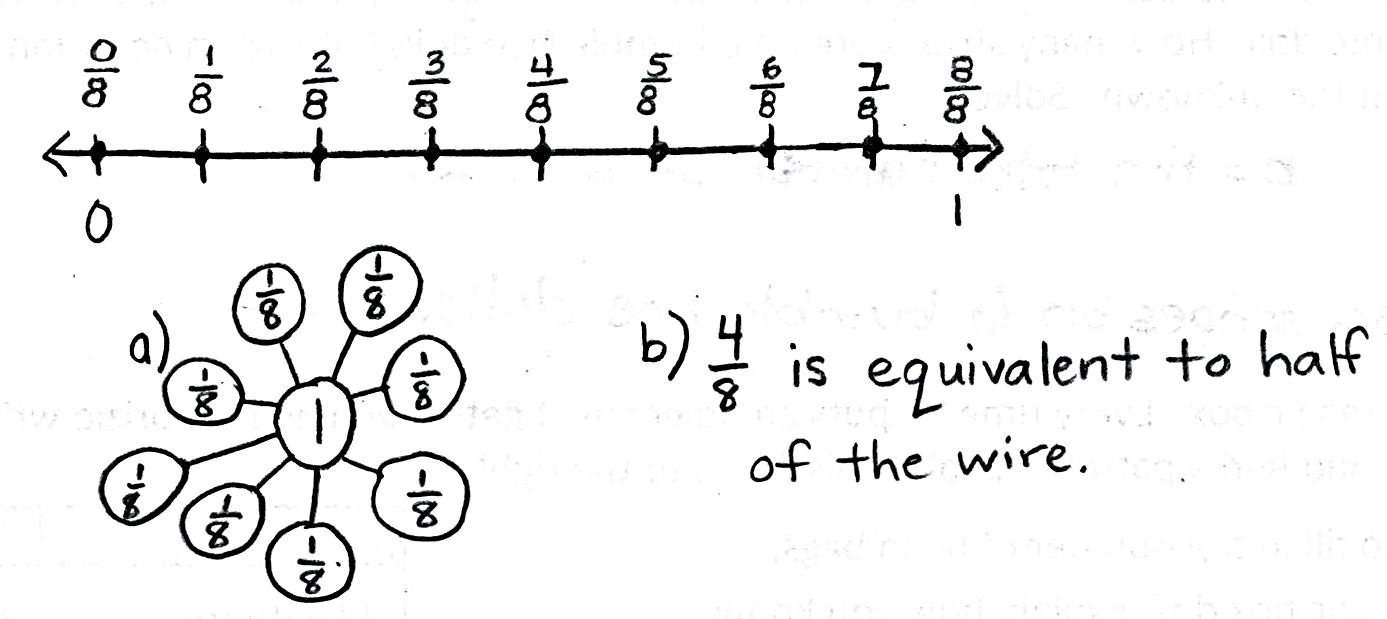 0/8 1/8 2/8 3/8 4/8 5/8 6/8 7/8 8/8
0 1
a) 1/8 1/8 1/8 1/8 1 1/8 1/8 1/8 1/8
b) 4/8 is equivalent to half
of the wire.